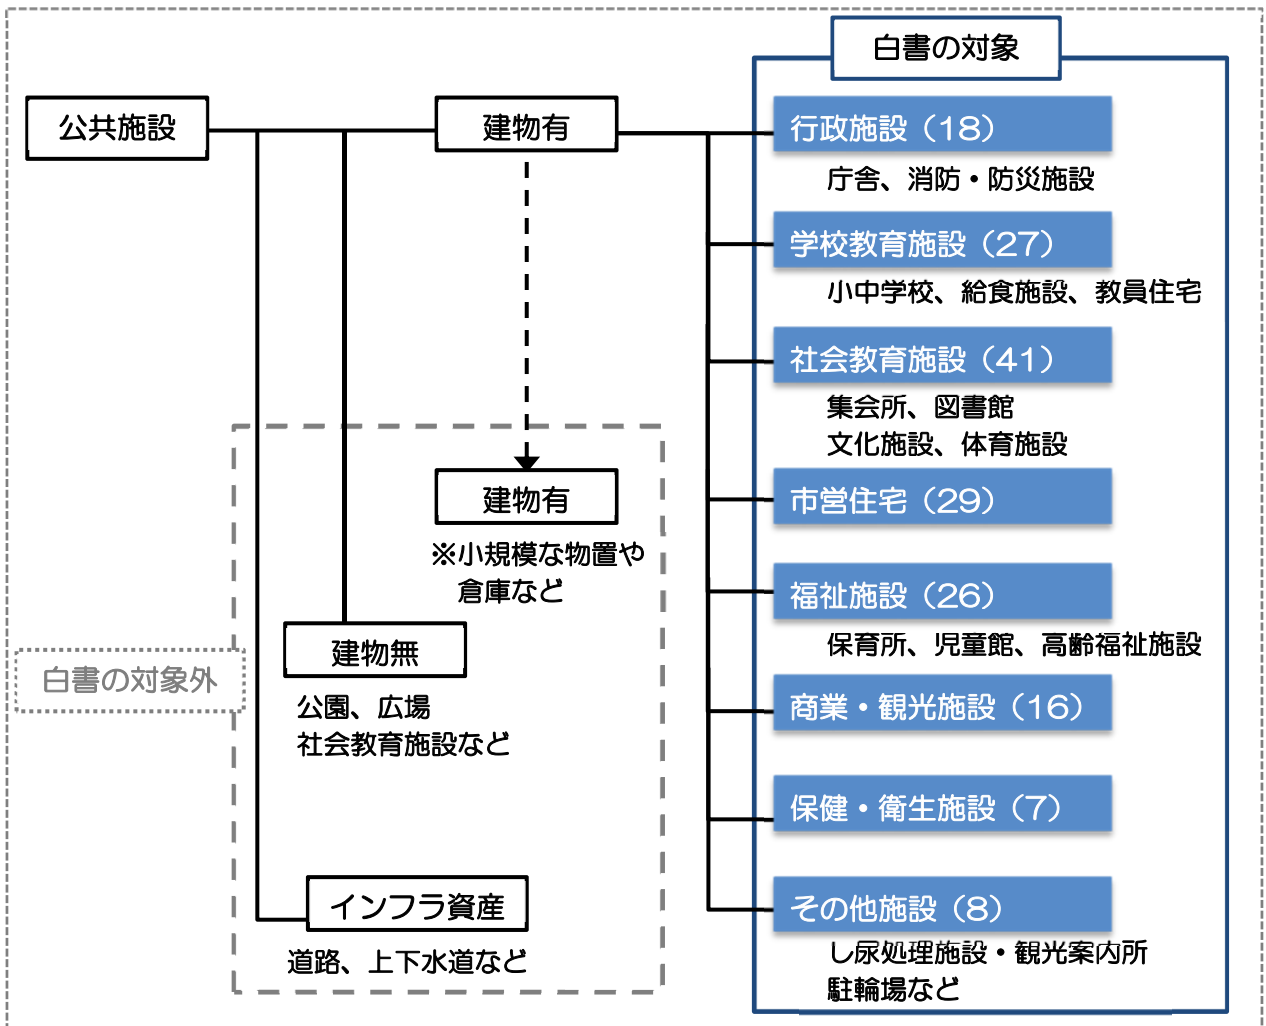 白書の対象
公共施設
建物有
行政施設（18）
庁舎、消防・防災施設
学校教育施設（27）
小中学校、給食施設、教員住宅
社会教育施設（41）
集会所、図書館
文化施設、体育施設
市営住宅（29）
福祉施設（26）
保育所、児童館、高齢福祉施設
商業・観光施設（16）
保健・衛生施設（7）
その他施設（8）
し尿処理施設・観光案内所
駐輪場など
建物有
※小規模な物置や
倉庫など
建物無
公園、広場
社会教育施設など
白書の対象外
インフラ資産
道路、上下水道など